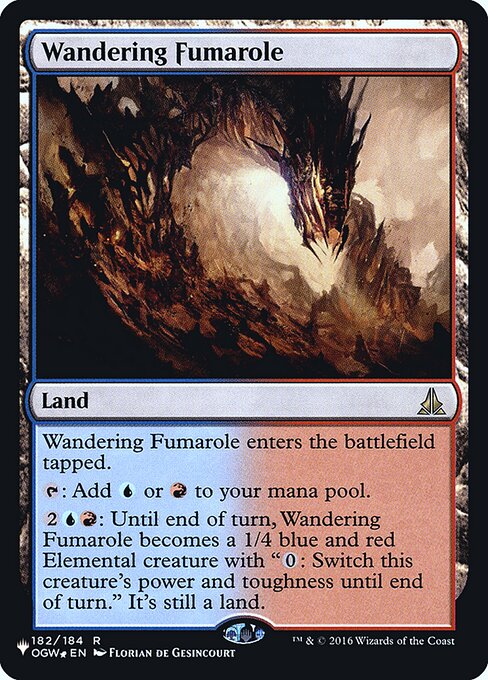 Wandering Fumarole
Land
Wandering Fumarole enters the battlefield
tapped.
: Add or to your mana pool.
2 : Until end of turn, Wandering
Fumarole becomes a 1/4 blue and red
Elemental creature with “0: Switch this
creature’s power and toughness until end
of turn.” It’s still a land.
182/184 R
OGW EN Florian de Gesincourt
™ & © 2016 Wizards of the Coast